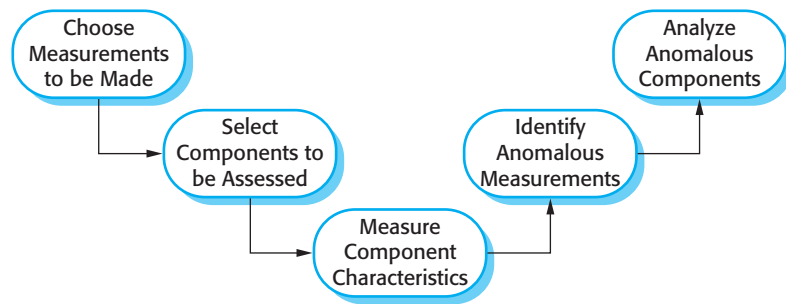 Choose
Measurements
to be Made
Select
Components to
be Assessed
Measure
Component
Characteristics
Identify
Anomalous
Measurements
Analyze
Anomalous
Components